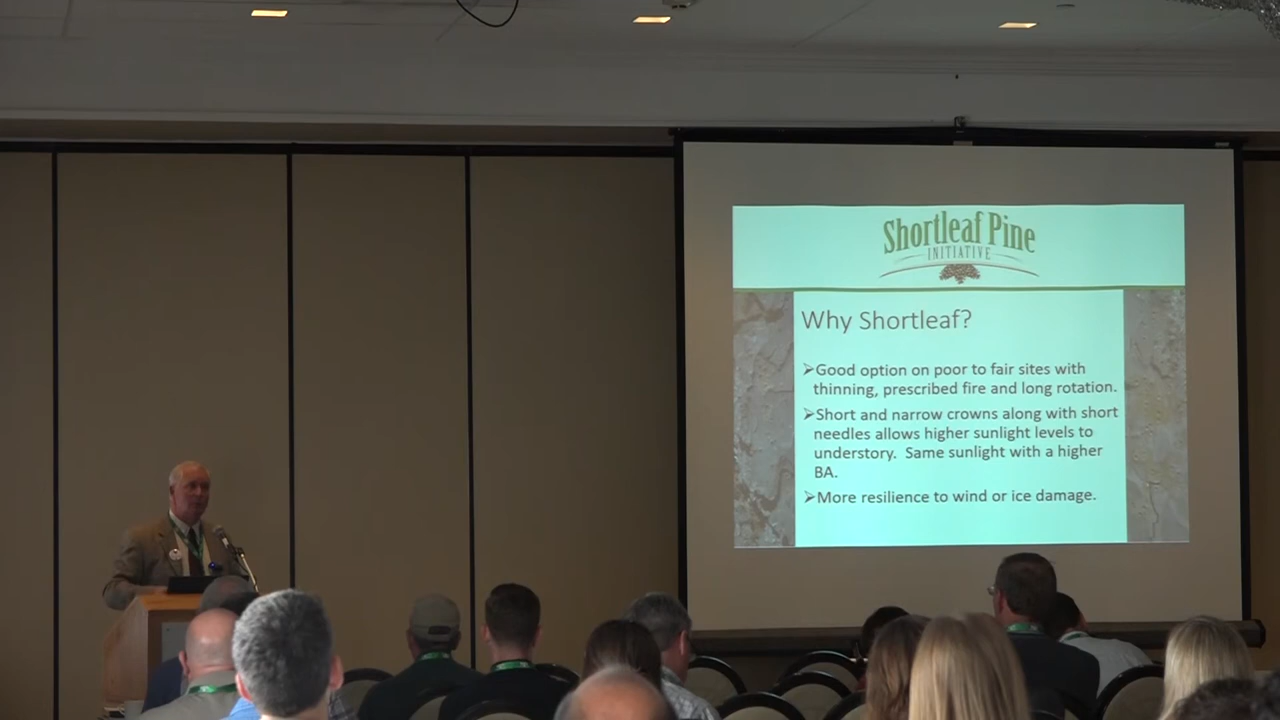 Shortleaf Pine
INITIATIVE
Why Shortleaf?
➢Good option on poor to fair sites with
thinning, prescribed fire and long rotation.
➢Short and narrow crowns along with short
needles allows higher sunlight levels to
understory.  Same sunlight with a higher
BA.
➢More resilience to wind or ice damage.